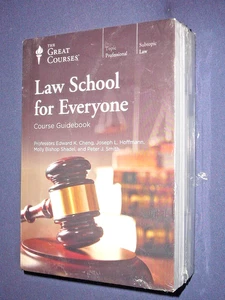 THE
GREAT
COURSES
Topic
Professional
Subtopic
Law
Law School
for Everyone
Course Guidebook
Professors Edward K. Cheng, Joseph L. Hoffmann,
Molly Bishop Shadel, and Peter J. Smith